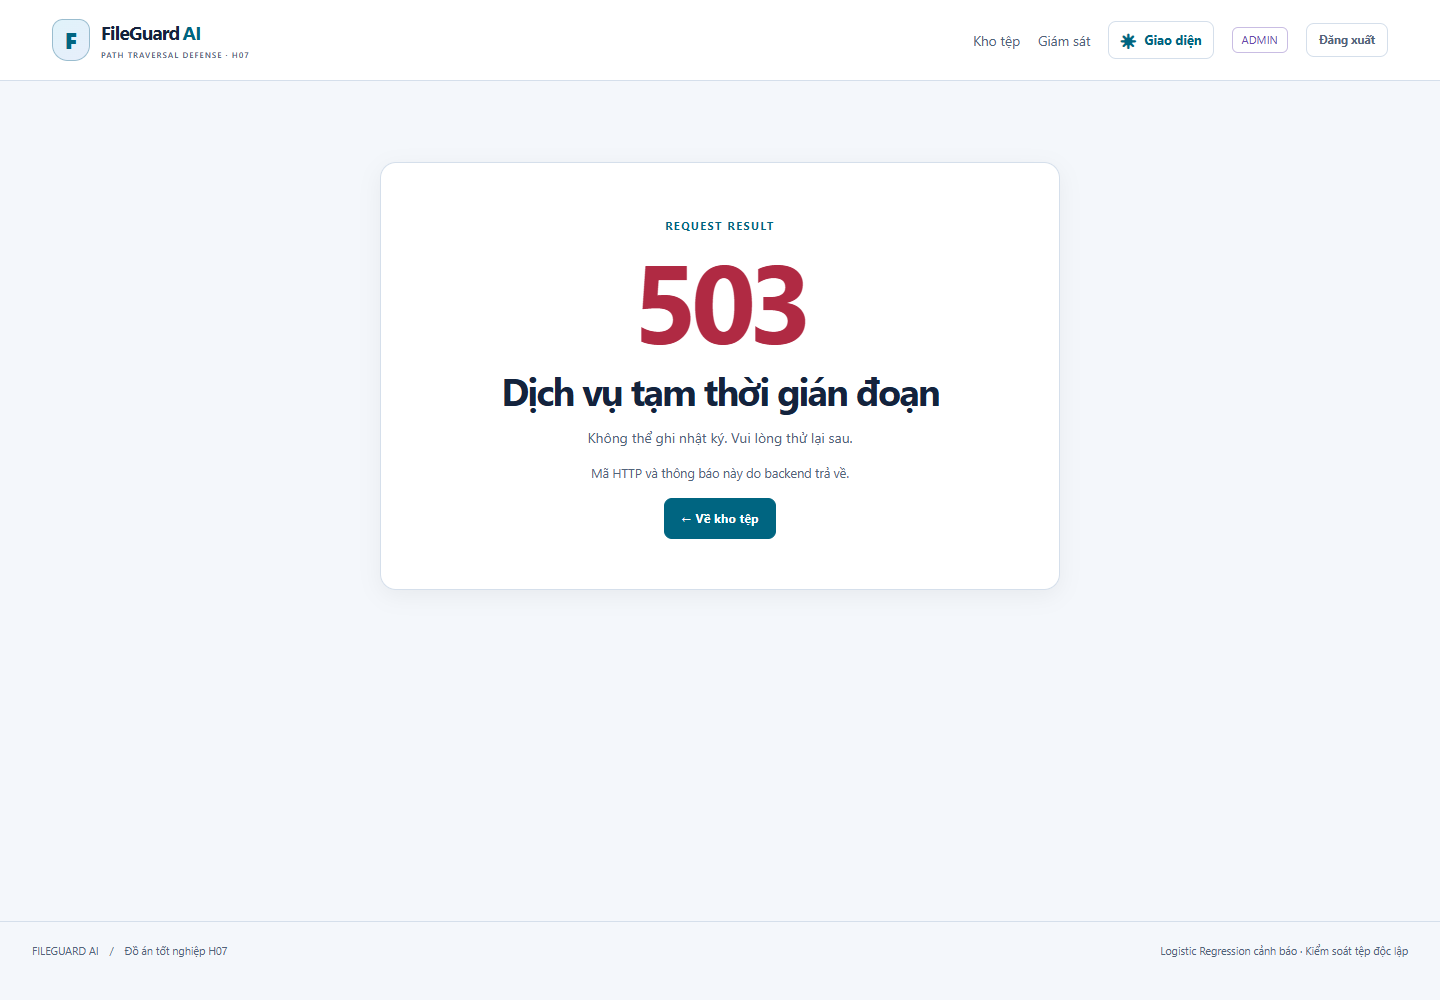 F
FileGuard AI
PATH TRAVERSAL DEFENSE · H07
Kho tệp
Giám sát
Giao diện
ADMIN
Đăng xuất
REQUEST RESULT
503
Dịch vụ tạm thời gián đoạn
Không thể ghi nhật ký. Vui lòng thử lại sau.
Mã HTTP và thông báo này do backend trả về.
← Về kho tệp
FILEGUARD AI / Đồ án tốt nghiệp H07
Logistic Regression cảnh báo · Kiểm soát tệp độc lập